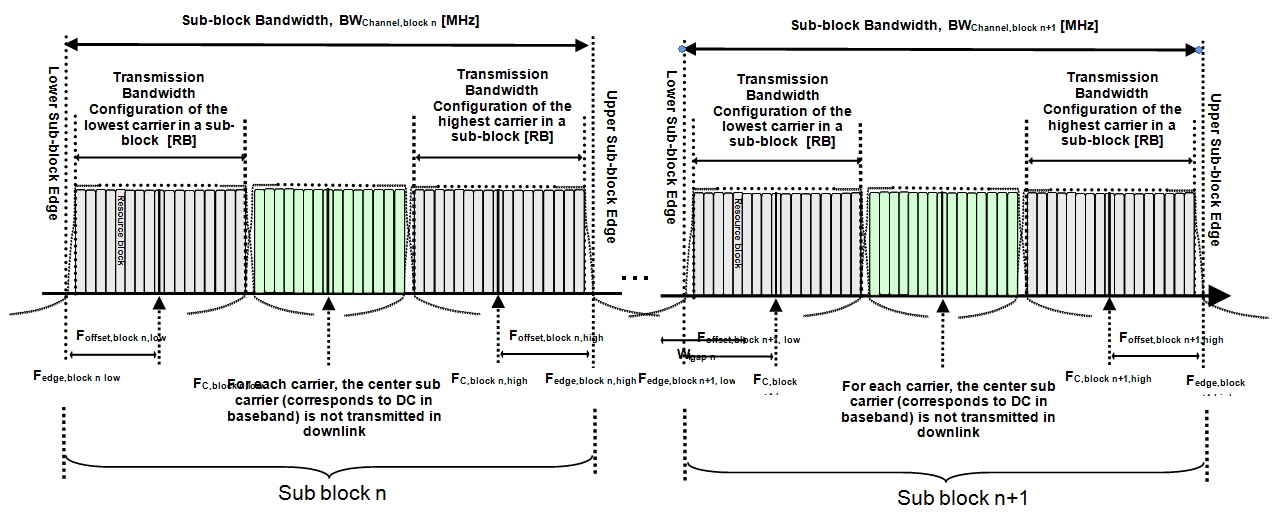 Sub-block Bandwidth, BWChannel,block n [MHz]
Lower Sub-block Edge
Transmission
Bandwidth
Configuration of the
lowest carrier in a sub-
block [RB]
Transmission
Bandwidth
Configuration of the
highest carrier in a
sub-block [RB]
Upper Sub-block Edge
Resource block
...
Foffset,block n,low
Foffset,block n,high
Fedge,block n low
FC,block n,low
FC,block n,high
Fedge,block n,high
For each carrier, the center sub
carrier (corresponds to DC in
baseband) is not transmitted in
downlink
Sub block n
Sub-block Bandwidth, BWChannel,block n+1 [MHz]
Lower Sub-block Edge
Transmission
Bandwidth
Configuration of the
lowest carrier in a
sub-block [RB]
Transmission
Bandwidth
Configuration of the
highest carrier in a
sub-block [RB]
Upper Sub-block Edge
Resource block
Foffset,block n+1, low
Wgap n
Foffset,block n+1,high
Fedge,block n+1, low
FC,block
FC,block n+1,high
Fedge,block
For each carrier, the center sub
carrier (corresponds to DC in
baseband) is not transmitted in
downlink
Sub block n+1